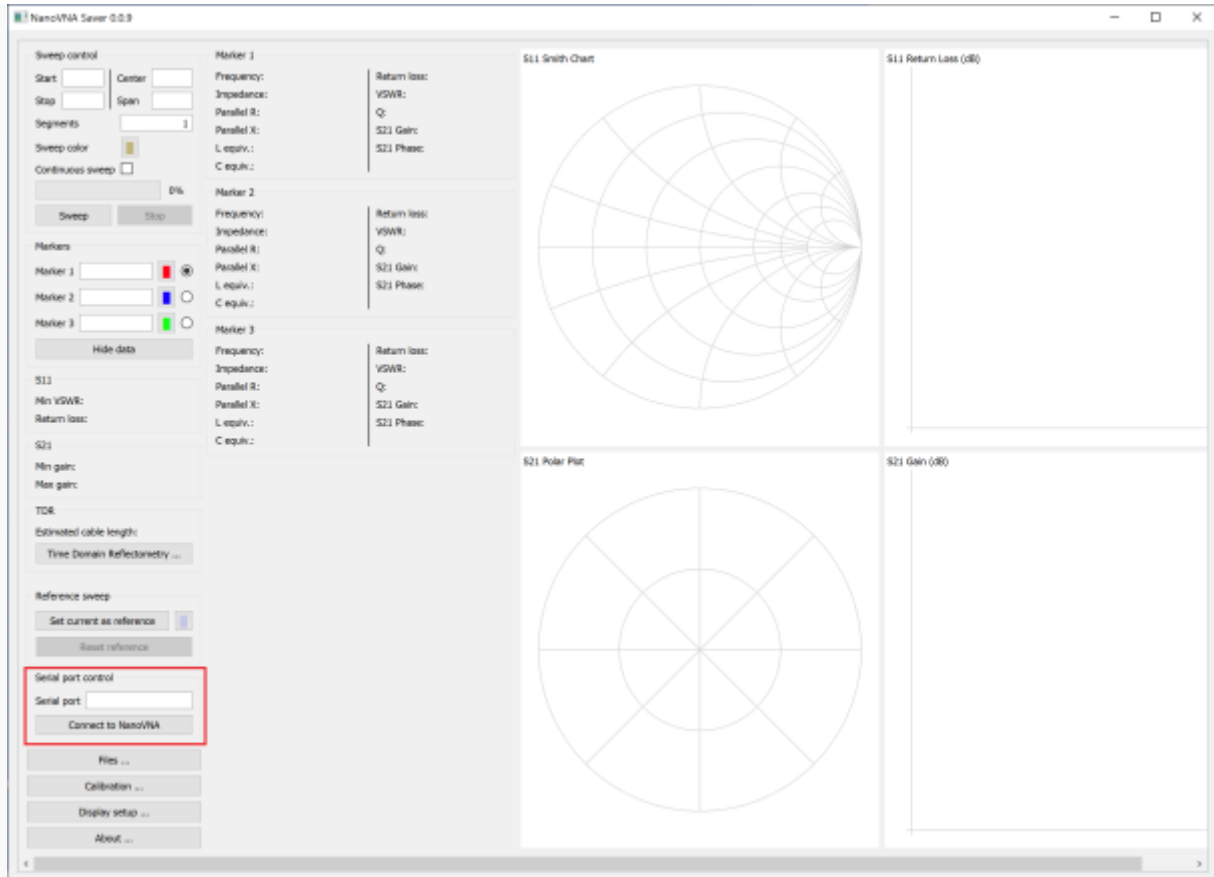 NanoVNA Saver 0.0.9
Sweep control
Start Center
Stop Span
Segments 1
Sweep color
Continuous sweep
0%
Sweep Stop
Markers
Marker 1
Marker 2
Marker 3
Hide data
S11
Min VSWR:
Return loss:
S21
Min gain:
Max gain:
TDR
Estimated cable length:
Time Domain Reflectometry ...
Reference sweep
Set current as reference
Reset reference
Serial port control
Serial port
Connect to NanoVNA
Files ...
Calibration ...
Display setup ...
About ...
Marker 1
Frequency: Return loss:
Impedance: VSWR:
Parallel R: Q:
Parallel X: S21 Gain:
L equiv.: S21 Phase:
C equiv.:
Marker 2
Frequency: Return loss:
Impedance: VSWR:
Parallel R: Q:
Parallel X: S21 Gain:
L equiv.: S21 Phase:
C equiv.:
Marker 3
Frequency: Return loss:
Impedance: VSWR:
Parallel R: Q:
Parallel X: S21 Gain:
L equiv.: S21 Phase:
C equiv.:
S11 Smith Chart
S11 Return Loss (dB)
S21 Polar Plot
S21 Gain (dB)